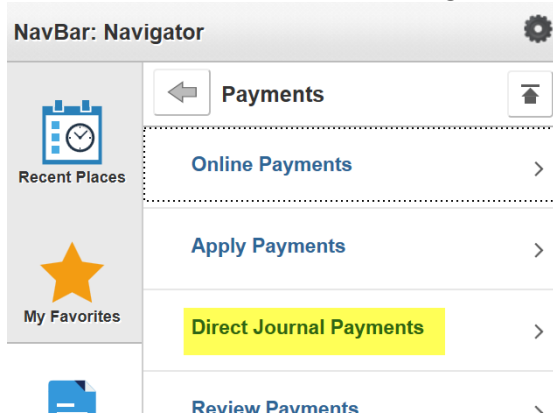 NavBar: Navigator
Payments
Recent Places
Online Payments
Apply Payments
My Favorites
Direct Journal Payments
Review Payments